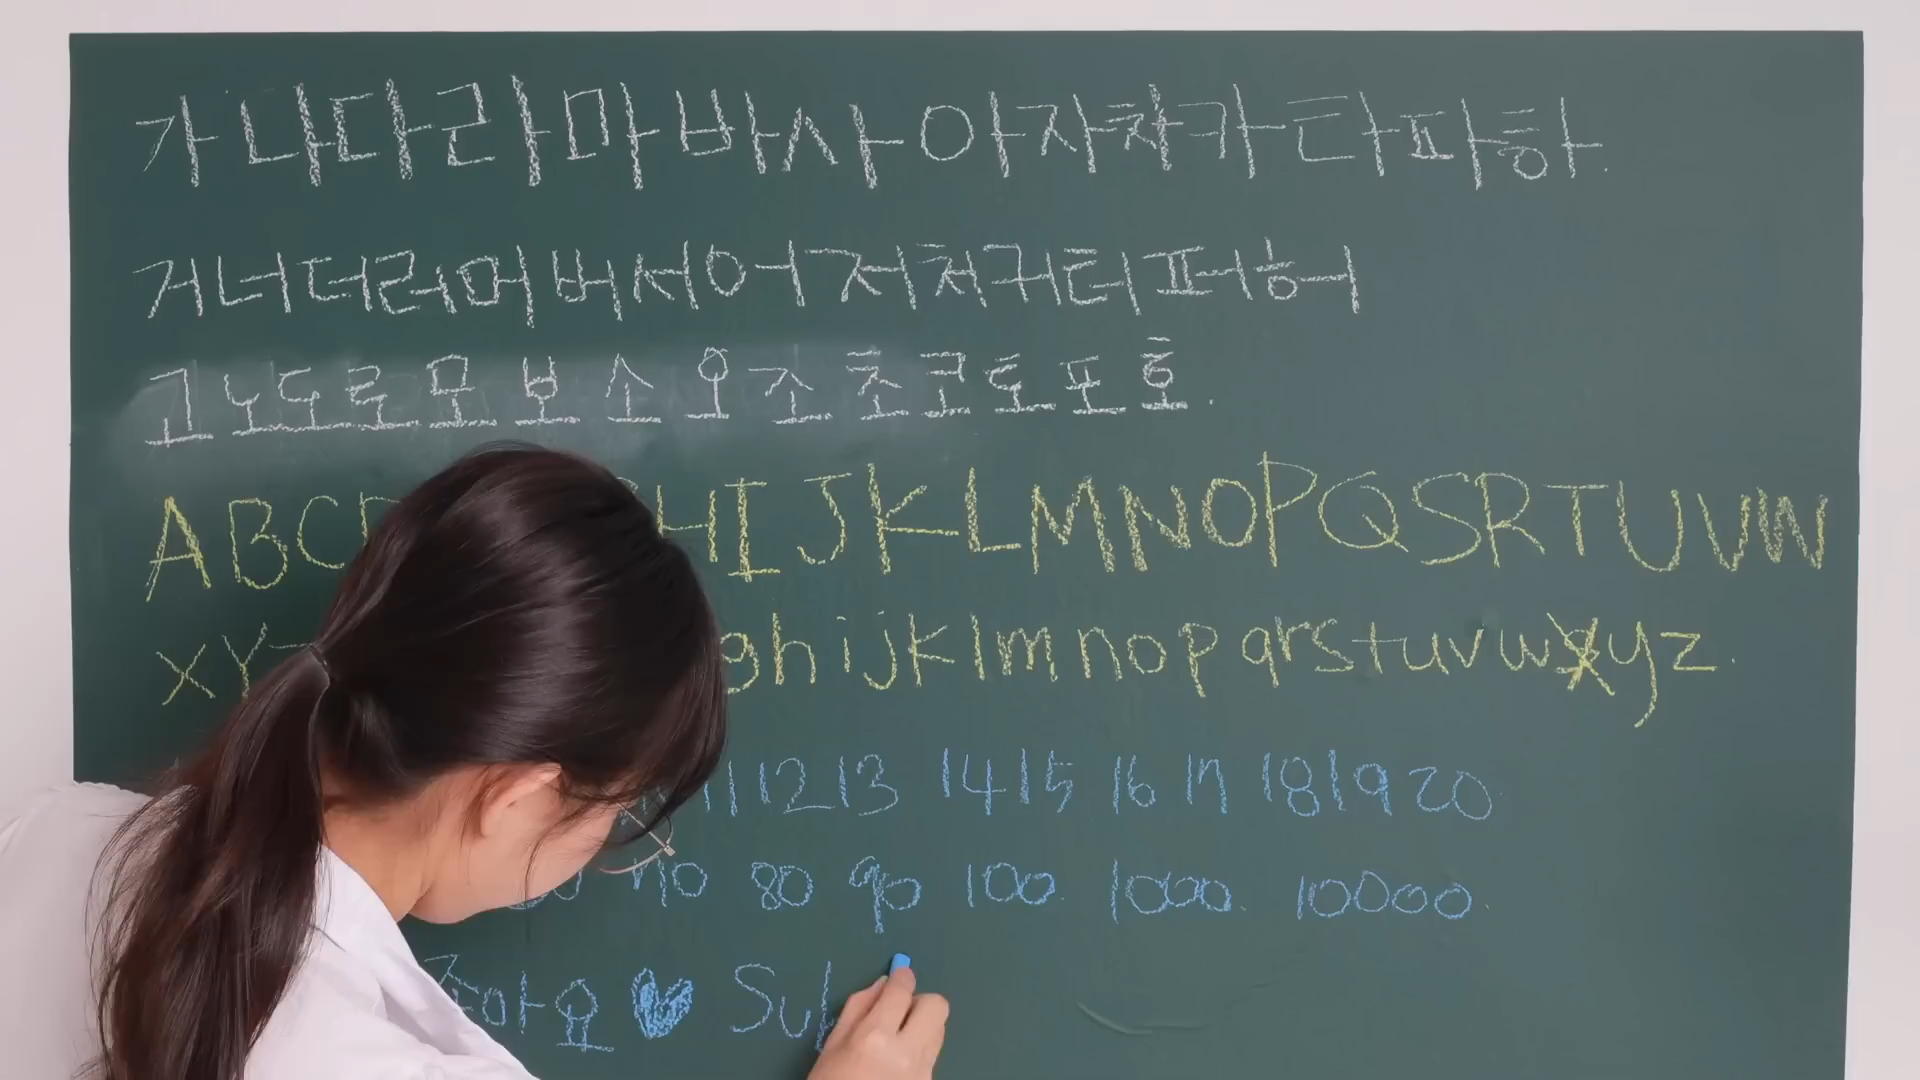 가나다라마바사아자차카타파하.
거너더러머버서어저처커터퍼허
고노도로모보소오조초코토포호.
ABC HIJKLMNOPQSRTUVW
XY ghijklmnopqrstuvwxyz.
11 12 13 14 15 16 17 18 19 20
70 80 90 100. 1000. 10000.
좋아요 ♥ Sub